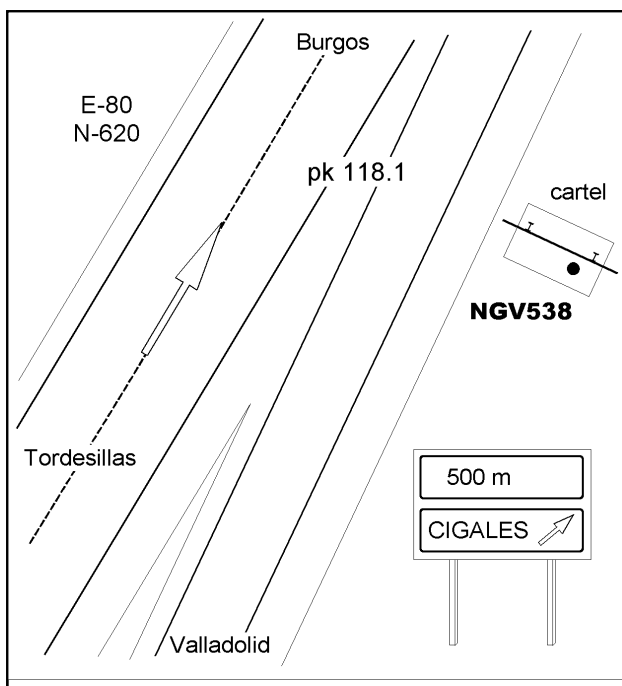 Burgos
E-80
N-620
pk 118.1
cartel
NGV538
Tordesillas
500 m
CIGALES
Valladolid